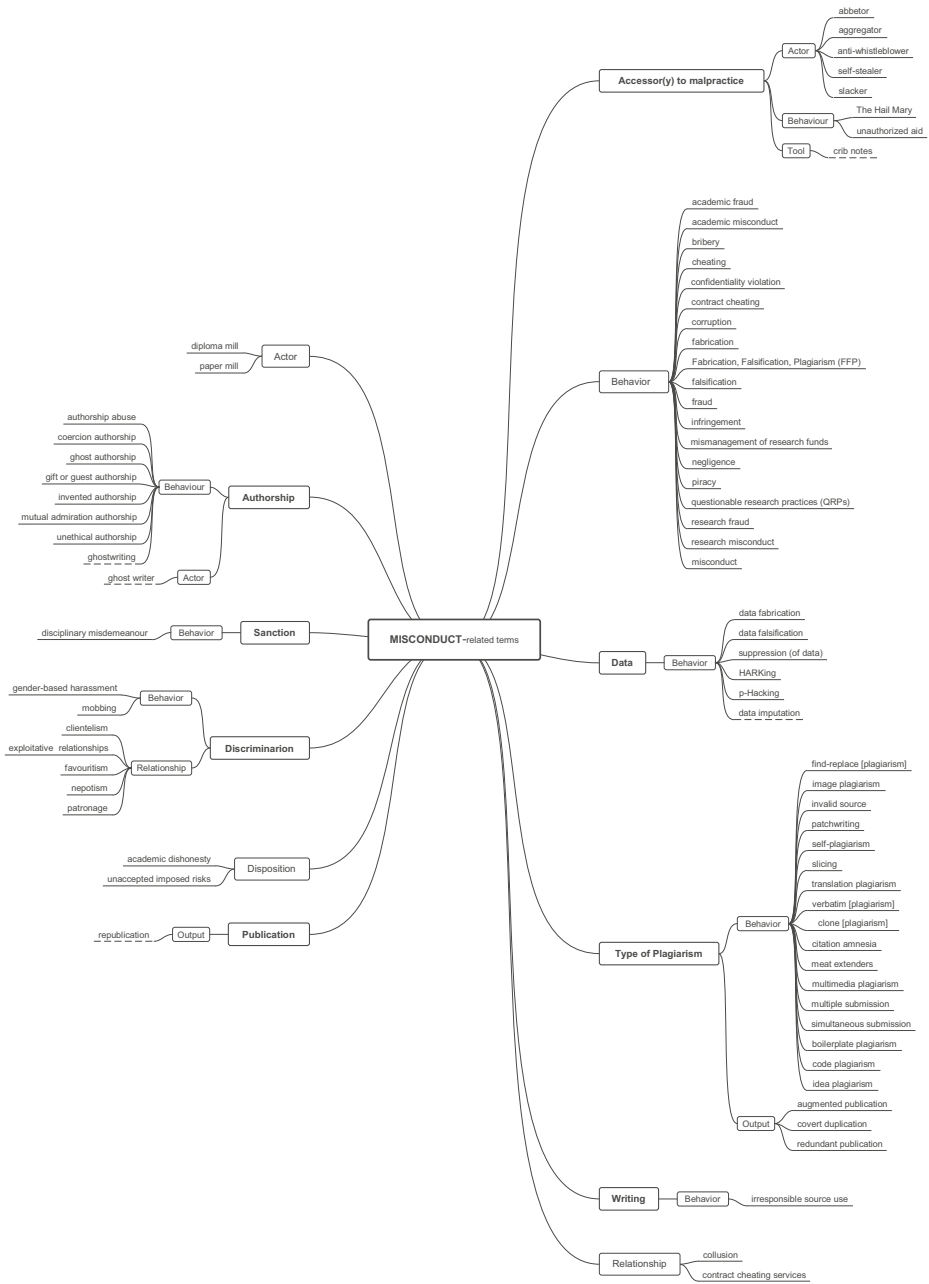 MISCONDUCT-related terms
Accessor(y) to malpractice
Actor
abbetor
aggregator
anti-whistleblower
self-stealer
slacker
Behaviour
The Hail Mary
unauthorized aid
Tool
crib notes
Behavior
academic fraud
academic misconduct
bribery
cheating
confidentiality violation
contract cheating
corruption
fabrication
Fabrication, Falsification, Plagiarism (FFP)
falsification
fraud
infringement
mismanagement of research funds
negligence
piracy
questionable research practices (QRPs)
research fraud
research misconduct
misconduct
Data
Behavior
data fabrication
data falsification
suppression (of data)
HARKing
p-Hacking
data imputation
Type of Plagiarism
Behavior
find-replace [plagiarism]
image plagiarism
invalid source
patchwriting
self-plagiarism
slicing
translation plagiarism
verbatim [plagiarism]
clone [plagiarism]
citation amnesia
meat extenders
multimedia plagiarism
multiple submission
simultaneous submission
boilerplate plagiarism
code plagiarism
idea plagiarism
Output
augmented publication
covert duplication
redundant publication
Writing
Behavior
irresponsible source use
Relationship
collusion
contract cheating services
Actor
diploma mill
paper mill
Authorship
Behaviour
authorship abuse
coercion authorship
ghost authorship
gift or guest authorship
invented authorship
mutual admiration authorship
unethical authorship
ghostwriting
Actor
ghost writer
Sanction
Behavior
disciplinary misdemeanour
Discriminarion
Behavior
gender-based harassment
mobbing
Relationship
clientelism
exploitative relationships
favouritism
nepotism
patronage
Disposition
academic dishonesty
unaccepted imposed risks
Publication
Output
republication